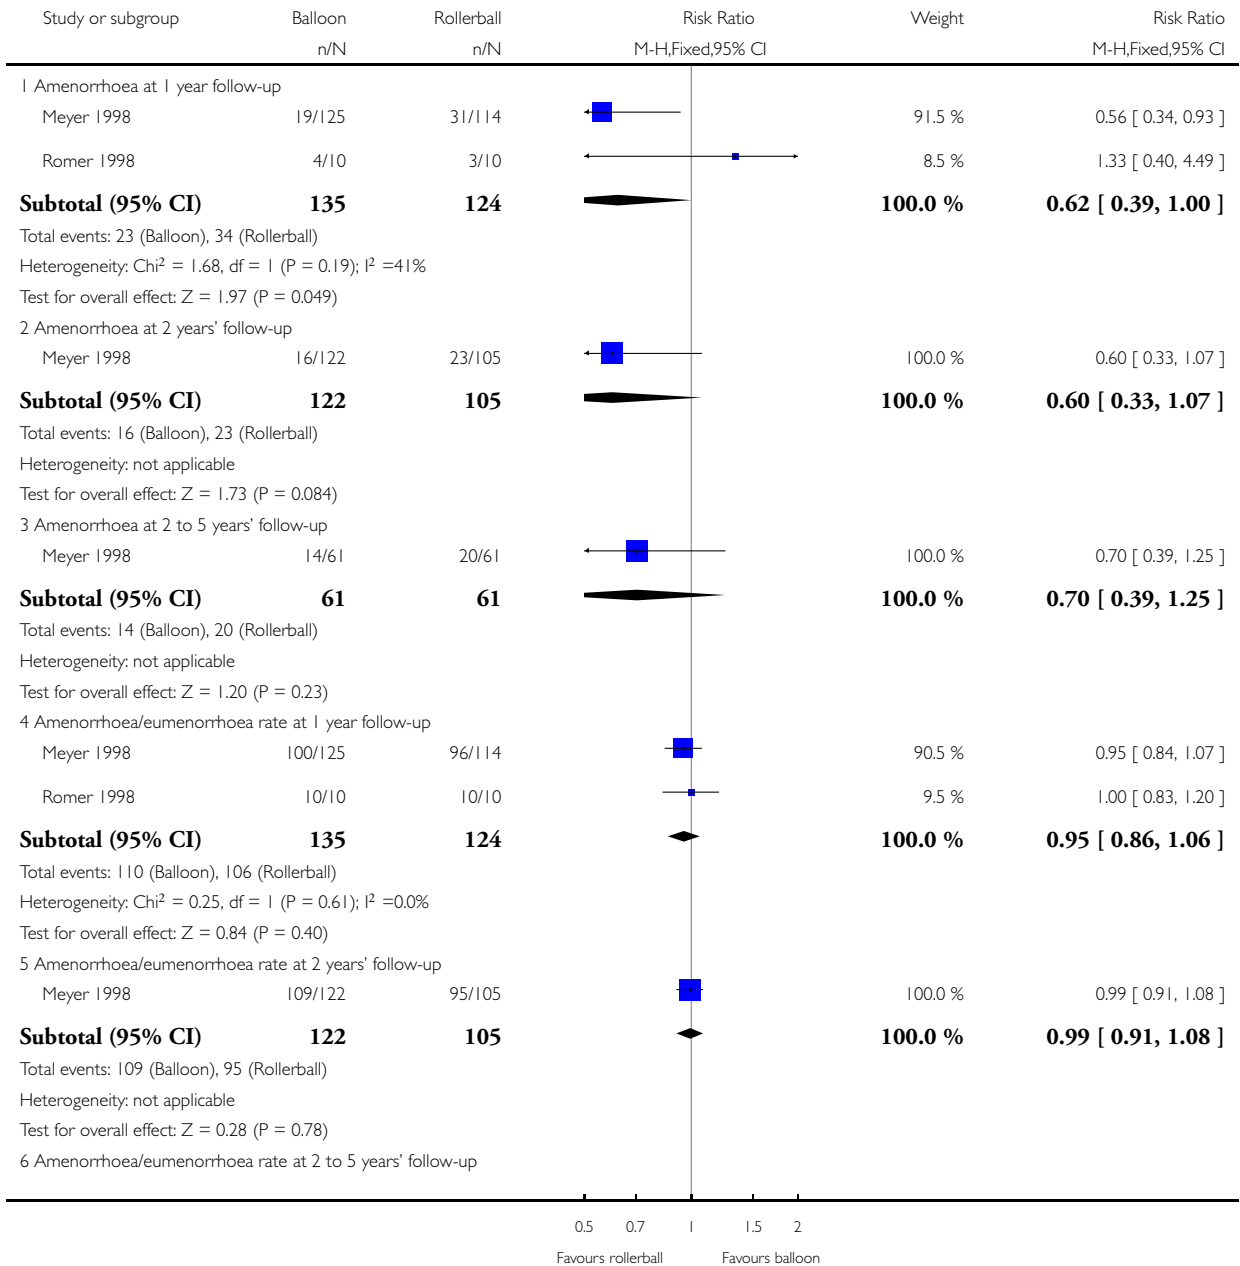 Study or subgroup Balloon Rollerball Risk Ratio Weight Risk Ratio
n/N n/N M-H,Fixed,95% CI M-H,Fixed,95% CI
1 Amenorrhoea at 1 year follow-up
Meyer 1998 19/125 31/114 91.5 % 0.56 [ 0.34, 0.93 ]
Romer 1998 4/10 3/10 8.5 % 1.33 [ 0.40, 4.49 ]
Subtotal (95% CI) 135 124 100.0 % 0.62 [ 0.39, 1.00 ]
Total events: 23 (Balloon), 34 (Rollerball)
Heterogeneity: Chi² = 1.68, df = 1 (P = 0.19); I² =41%
Test for overall effect: Z = 1.97 (P = 0.049)
2 Amenorrhoea at 2 years' follow-up
Meyer 1998 16/122 23/105 100.0 % 0.60 [ 0.33, 1.07 ]
Subtotal (95% CI) 122 105 100.0 % 0.60 [ 0.33, 1.07 ]
Total events: 16 (Balloon), 23 (Rollerball)
Heterogeneity: not applicable
Test for overall effect: Z = 1.73 (P = 0.084)
3 Amenorrhoea at 2 to 5 years' follow-up
Meyer 1998 14/61 20/61 100.0 % 0.70 [ 0.39, 1.25 ]
Subtotal (95% CI) 61 61 100.0 % 0.70 [ 0.39, 1.25 ]
Total events: 14 (Balloon), 20 (Rollerball)
Heterogeneity: not applicable
Test for overall effect: Z = 1.20 (P = 0.23)
4 Amenorrhoea/eumenorrhoea rate at 1 year follow-up
Meyer 1998 100/125 96/114 90.5 % 0.95 [ 0.84, 1.07 ]
Romer 1998 10/10 10/10 9.5 % 1.00 [ 0.83, 1.20 ]
Subtotal (95% CI) 135 124 100.0 % 0.95 [ 0.86, 1.06 ]
Total events: 110 (Balloon), 106 (Rollerball)
Heterogeneity: Chi² = 0.25, df = 1 (P = 0.61); I² =0.0%
Test for overall effect: Z = 0.84 (P = 0.40)
5 Amenorrhoea/eumenorrhoea rate at 2 years' follow-up
Meyer 1998 109/122 95/105 100.0 % 0.99 [ 0.91, 1.08 ]
Subtotal (95% CI) 122 105 100.0 % 0.99 [ 0.91, 1.08 ]
Total events: 109 (Balloon), 95 (Rollerball)
Heterogeneity: not applicable
Test for overall effect: Z = 0.28 (P = 0.78)
6 Amenorrhoea/eumenorrhoea rate at 2 to 5 years' follow-up
0.5 0.7 1 1.5 2
Favours rollerball Favours balloon